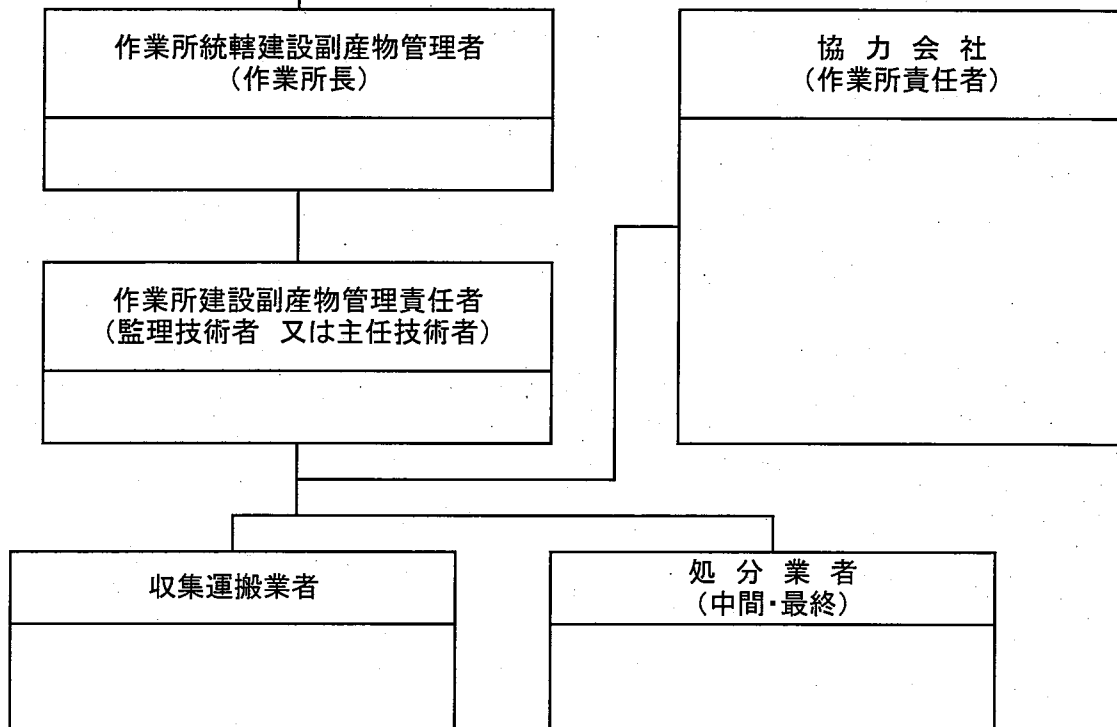 作業所統轄建設副産物管理者
（作業所長）
協 力 会 社
（作業所責任者）
作業所建設副産物管理責任者
（監理技術者 又は主任技術者）
収集運搬業者
処 分 業 者
（中間・最終）